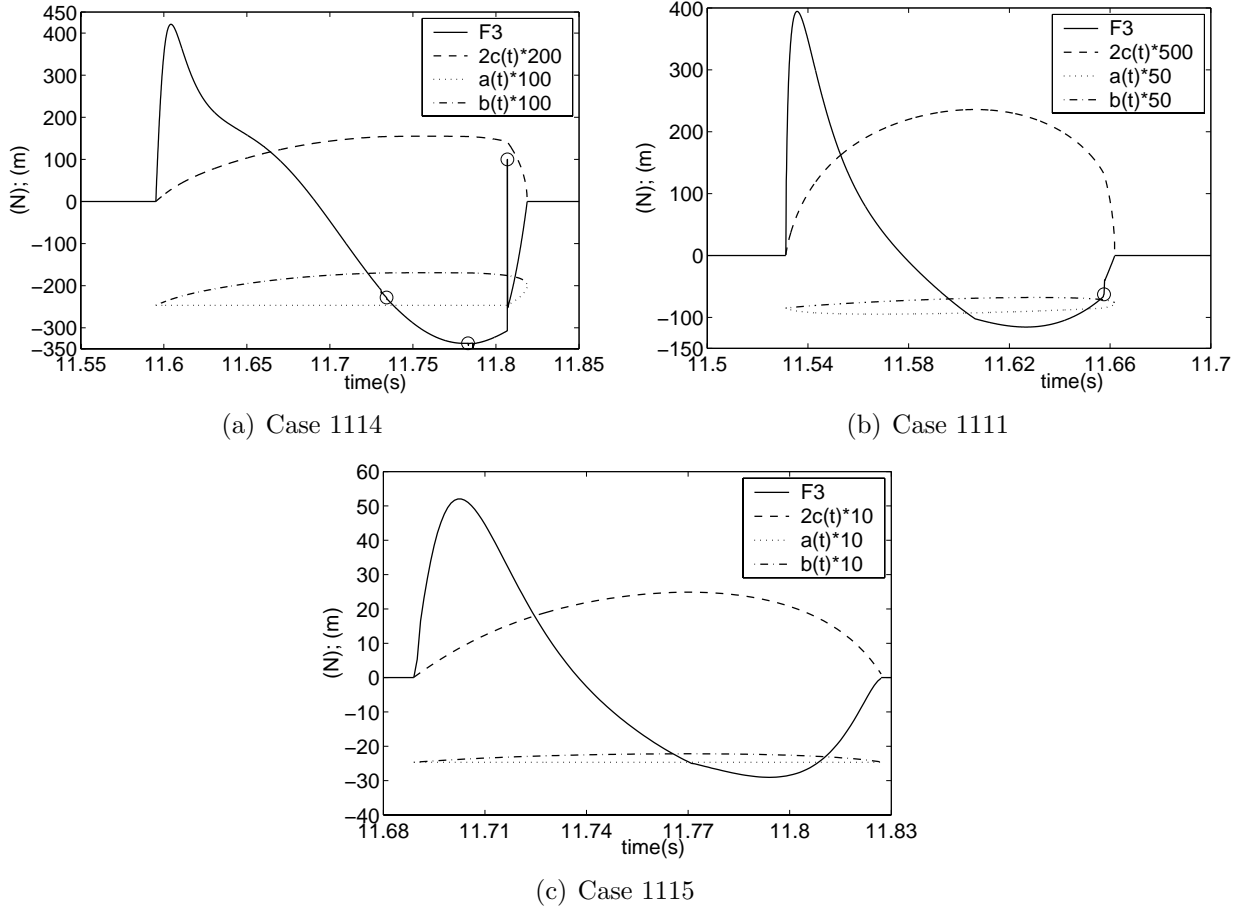 450
400
300
200
100
0
−100
−200
−300
−350
(N); (m)
11.55
11.6
11.65
11.7
11.75
11.8
11.85
time(s)
F3
2c(t)*200
a(t)*100
b(t)*100
(a) Case 1114
400
300
200
100
0
−100
−150
(N); (m)
11.5
11.54
11.58
11.62
11.66
11.7
time(s)
F3
2c(t)*500
a(t)*50
b(t)*50
(b) Case 1111
60
50
40
30
20
10
0
−10
−20
−30
−40
(N); (m)
11.68
11.71
11.74
11.77
11.8
11.83
time(s)
F3
2c(t)*10
a(t)*10
b(t)*10
(c) Case 1115